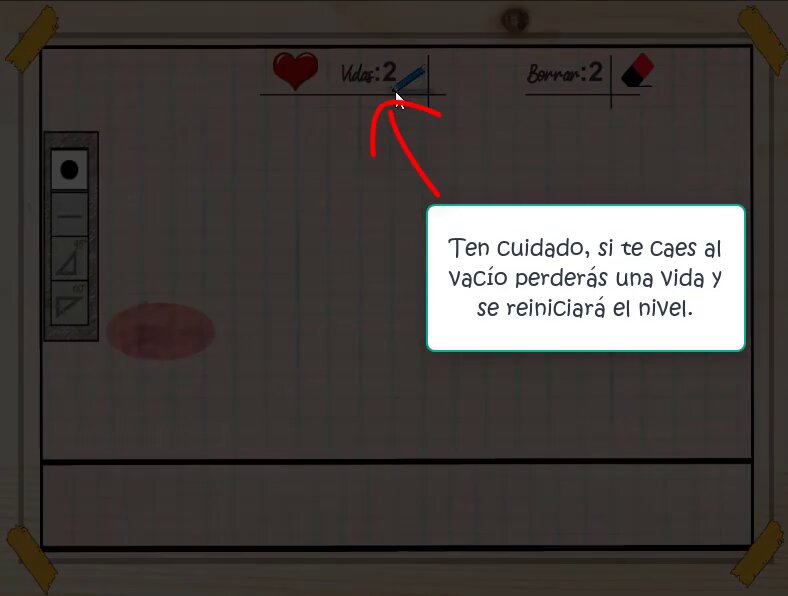 Vidas:2
Borrar:2
45°
60°
Ten cuidado, si te caes al
vacío perderás una vida y
se reiniciará el nivel.